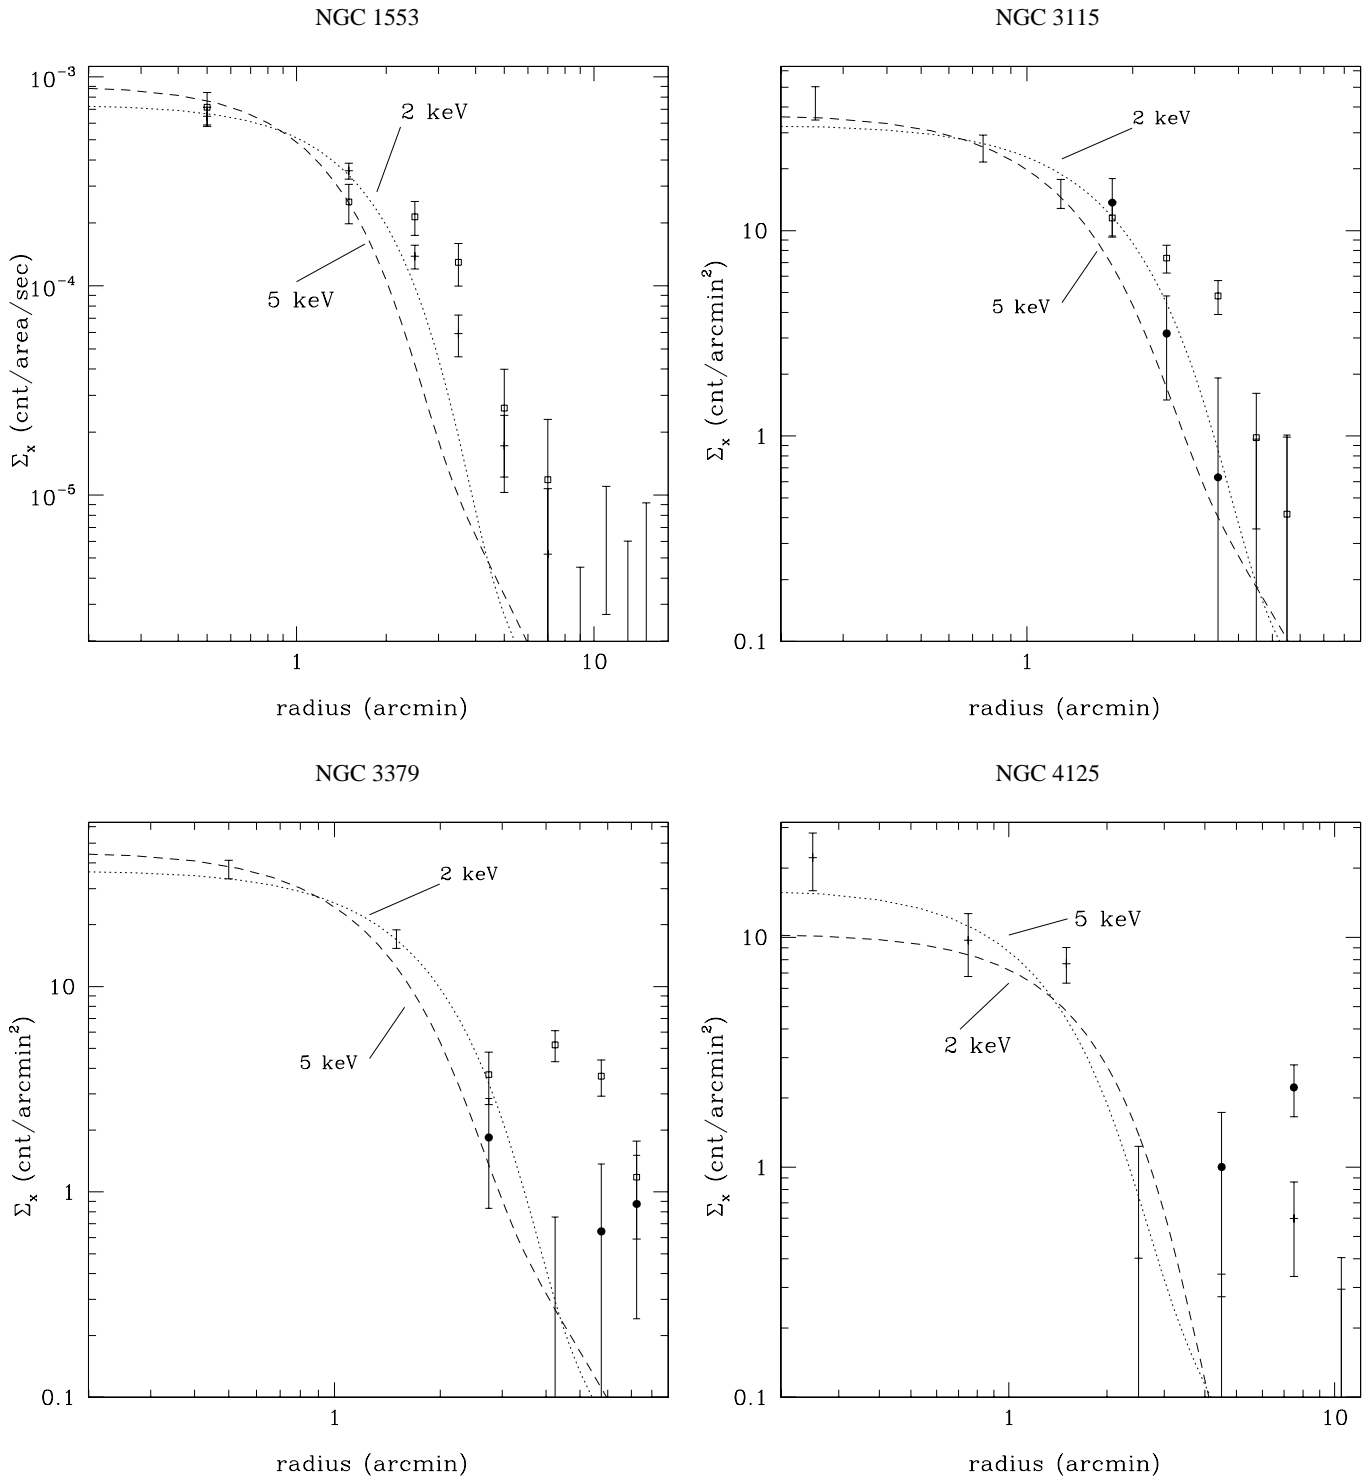 NGC 1553
NGC 3115
10⁻³
10⁻⁴
10⁻⁵
2 keV
5 keV
Σₓ (cnt/area/sec)
1
10
radius (arcmin)
10
1
0.1
2 keV
5 keV
Σₓ (cnt/arcmin²)
1
radius (arcmin)
NGC 3379
NGC 4125
10
1
0.1
2 keV
5 keV
Σₓ (cnt/arcmin²)
1
radius (arcmin)
10
1
0.1
5 keV
2 keV
Σₓ (cnt/arcmin²)
1
10
radius (arcmin)